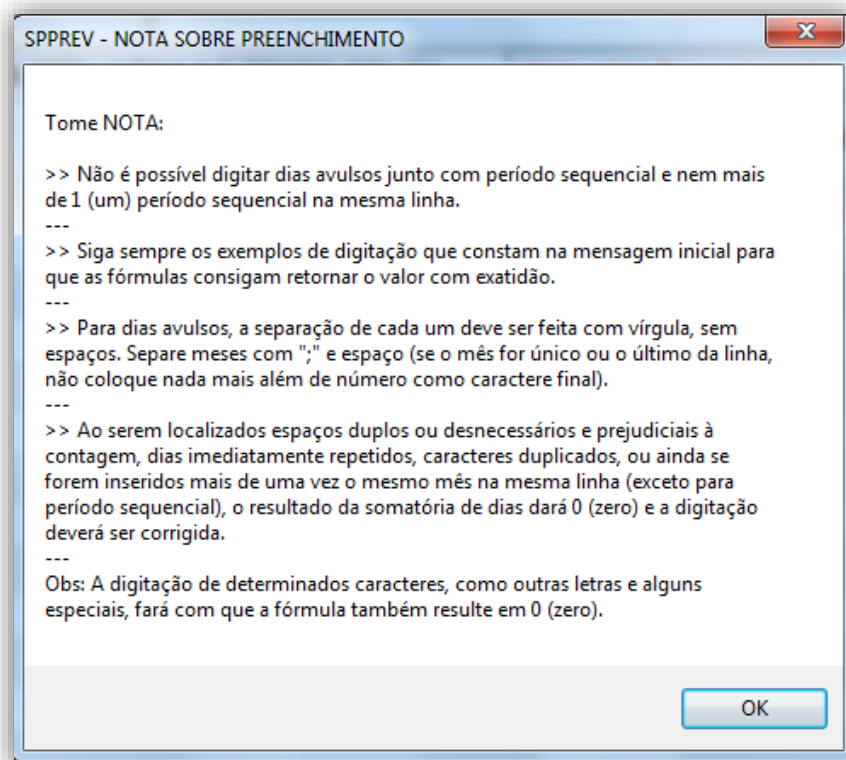 SPPREV - NOTA SOBRE PREENCHIMENTO
Tome NOTA:
>> Não é possível digitar dias avulsos junto com período sequencial e nem mais
de 1 (um) período sequencial na mesma linha.
---
>> Siga sempre os exemplos de digitação que constam na mensagem inicial para
que as fórmulas consigam retornar o valor com exatidão.
---
>> Para dias avulsos, a separação de cada um deve ser feita com vírgula, sem
espaços. Separe meses com ";" e espaço (se o mês for único ou o último da linha,
não coloque nada mais além de número como caractere final).
---
>> Ao serem localizados espaços duplos ou desnecessários e prejudiciais à
contagem, dias imediatamente repetidos, caracteres duplicados, ou ainda se
forem inseridos mais de uma vez o mesmo mês na mesma linha (exceto para
período sequencial), o resultado da somatória de dias dará 0 (zero) e a digitação
deverá ser corrigida.
---
Obs: A digitação de determinados caracteres, como outras letras e alguns
especiais, fará com que a fórmula também resulte em 0 (zero).
OK